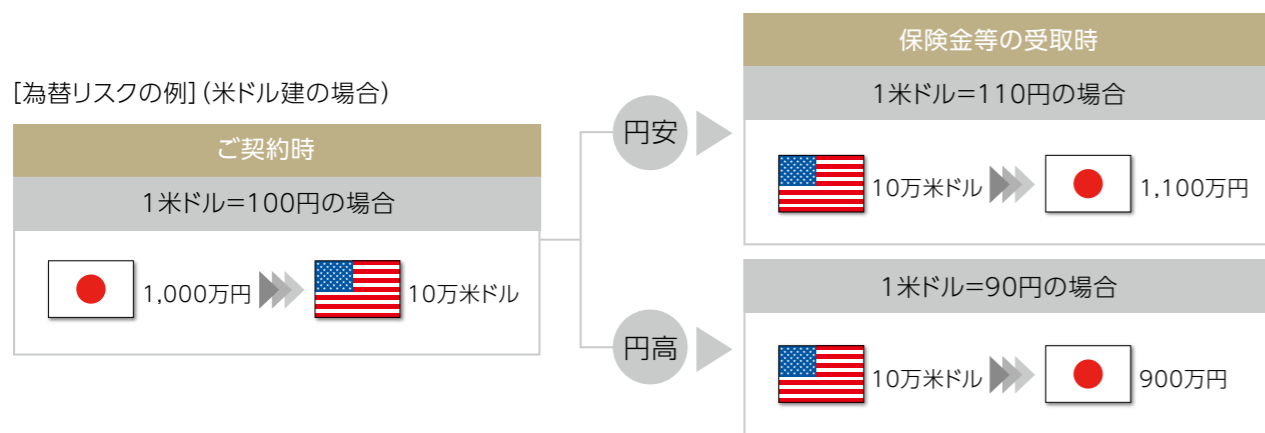 [為替リスクの例](米ドル建の場合)
ご契約時
1米ドル=100円の場合
1,000万円
10万米ドル
円安
円高
保険金等の受取時
1米ドル=110円の場合
10万米ドル
1,100万円
1米ドル=90円の場合
10万米ドル
900万円